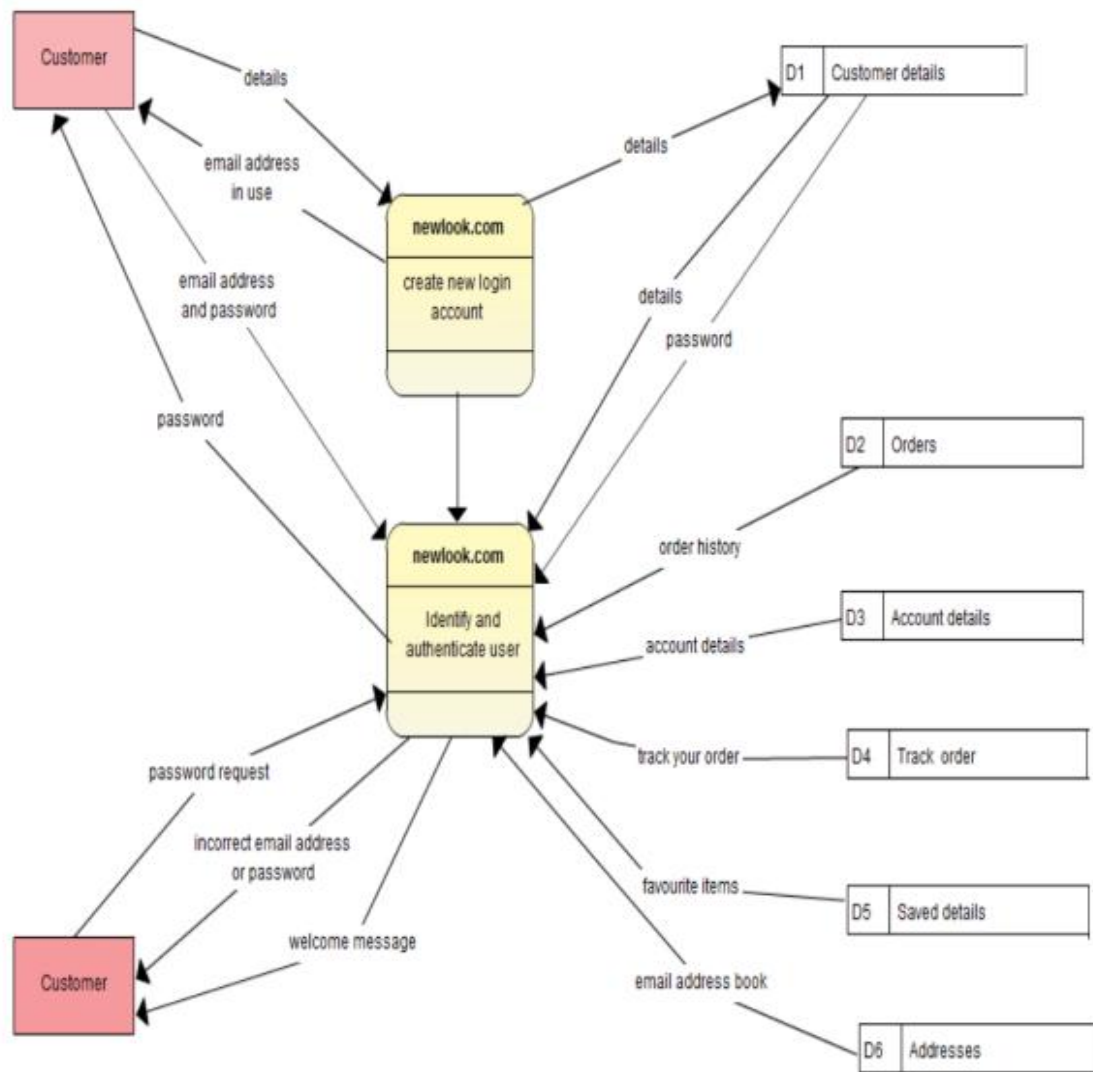 Customer
details
D1 Customer details
email address
in use
details
newlook.com
create new login
account
email address
and password
details
password
password
D2 Orders
order history
newlook.com
Identify and
authenticate user
D3 Account details
account details
track your order
D4 Track order
password request
incorrect email address
or password
favourite items
D5 Saved details
welcome message
Customer
email address book
D6 Addresses